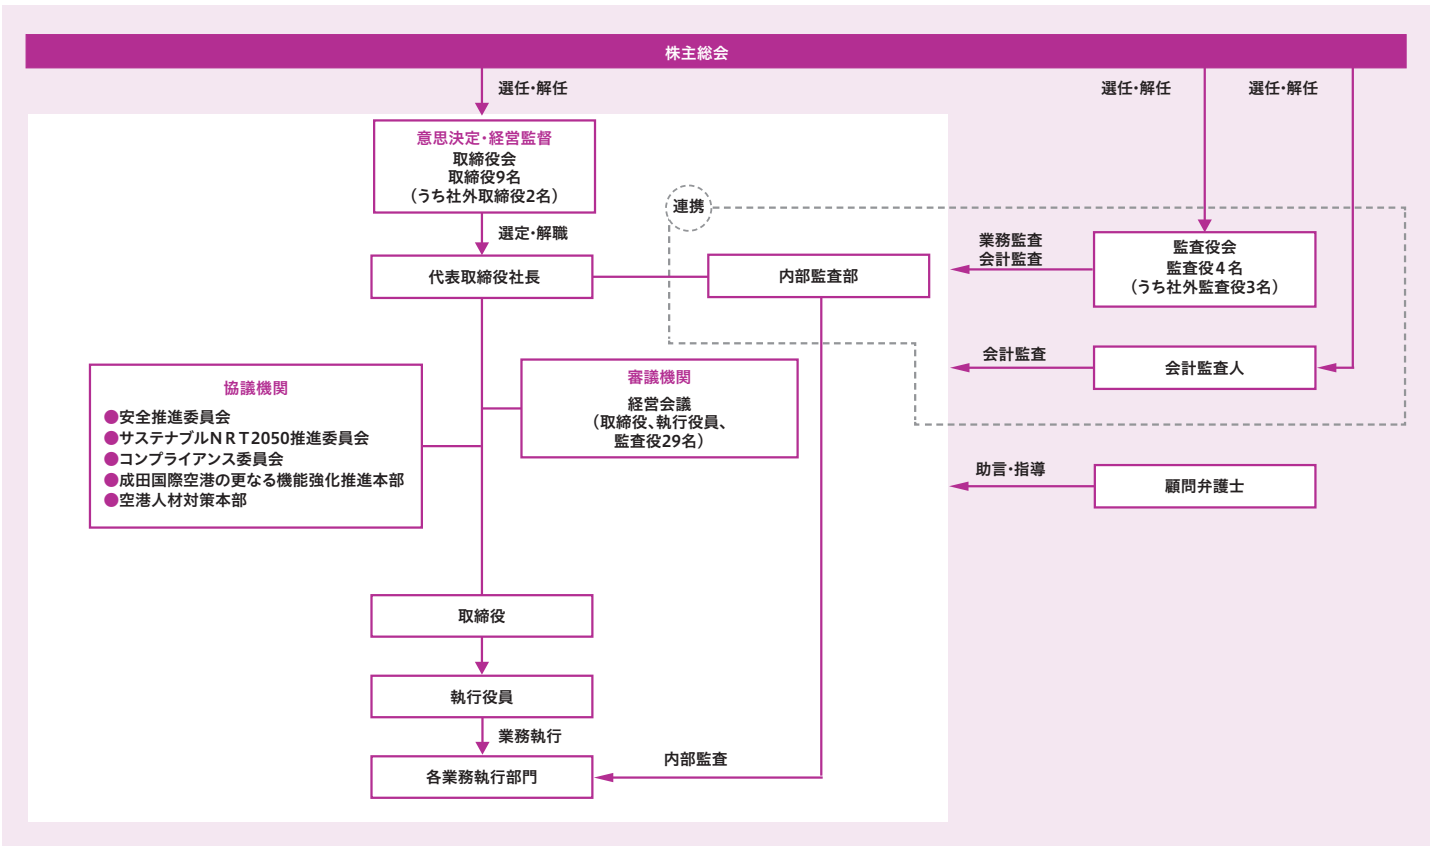 株主総会
選任・解任
選任・解任
選任・解任
意思決定・経営監督
取締役会
取締役9名
（うち社外取締役2名）
連携
選定・解職
代表取締役社長
内部監査部
業務監査
会計監査
監査役会
監査役4名
（うち社外監査役3名）
会計監査
会計監査人
協議機関
●安全推進委員会
●サステナブルNRT2050推進委員会
●コンプライアンス委員会
●成田国際空港の更なる機能強化推進本部
●空港人材対策本部
審議機関
経営会議
（取締役、執行役員、
監査役29名）
助言・指導
顧問弁護士
取締役
執行役員
業務執行
内部監査
各業務執行部門